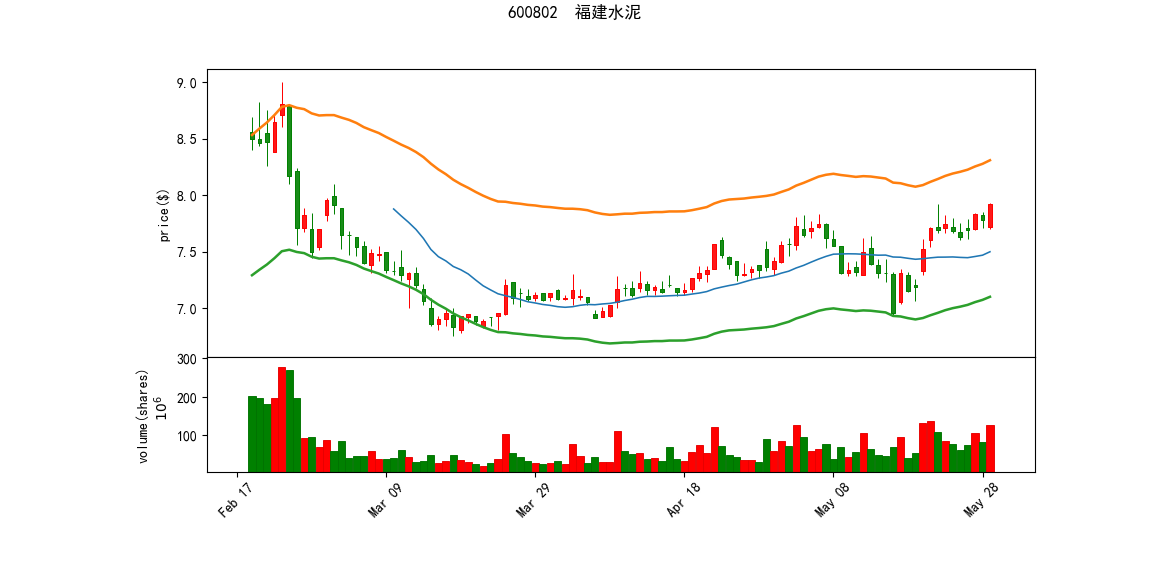 600802 福建水泥
price($)
9.0
8.5
8.0
7.5
7.0
volume(shares)
10^6
300
200
100
Feb 17
Mar 09
Mar 29
Apr 18
May 08
May 28